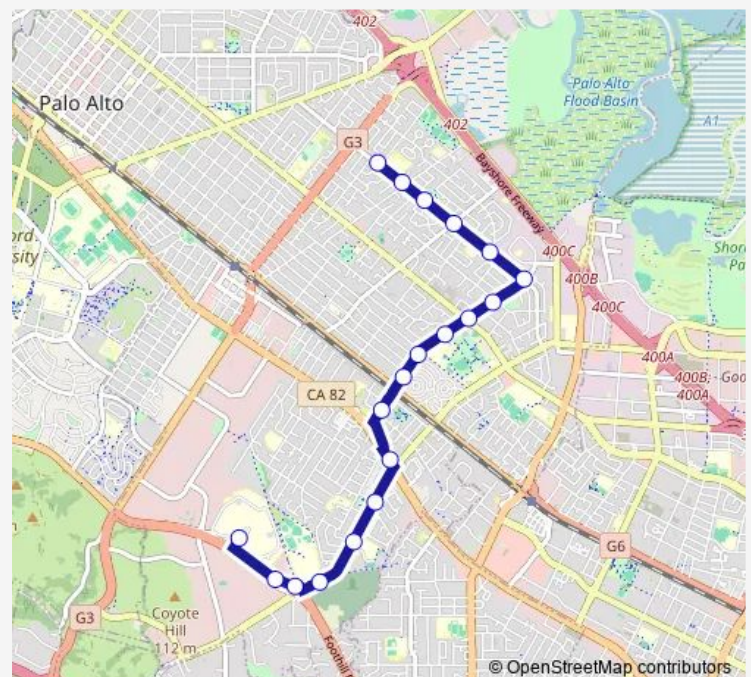 402
Palo Alto
Palo Alto
Flood Basin
A1
402
G3
Bayshore Freeway
400C
400B
400C
400A
400B,
400A
CA 82
G6
G3
Coyote
Hill
112 m
Foothill
© OpenStreetMap contributors